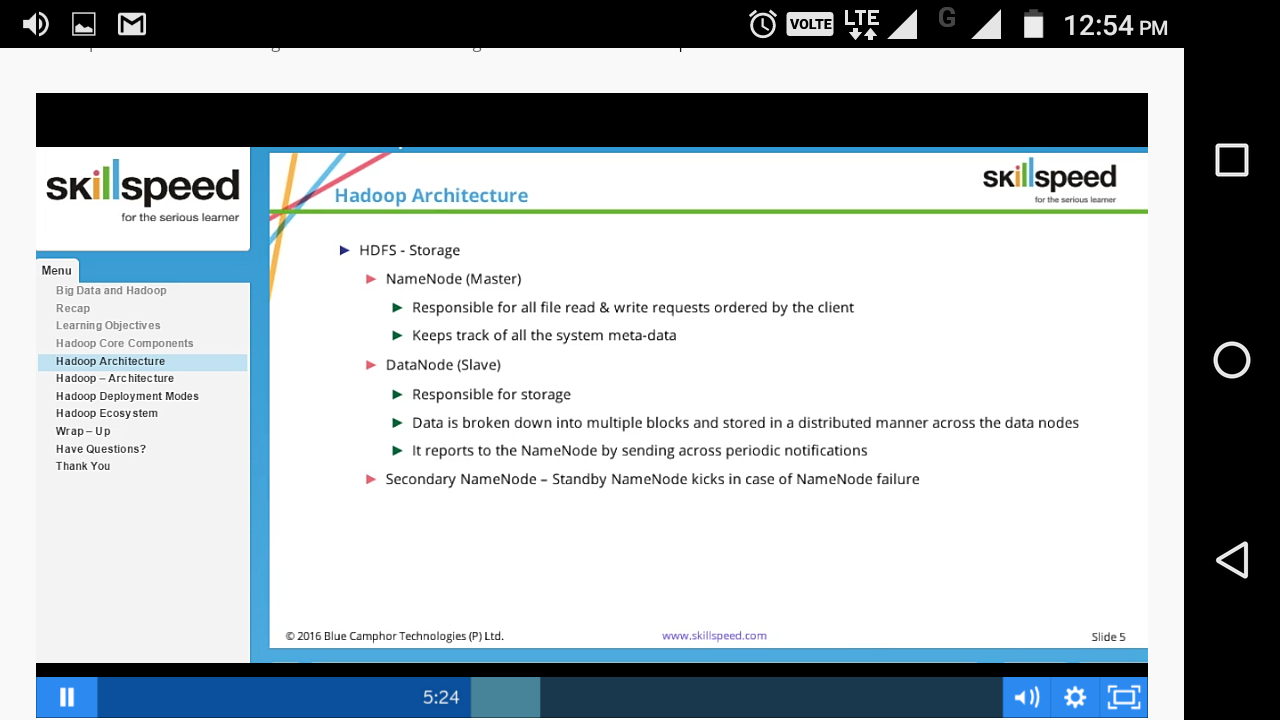 VOLTE LTE G 12:54 PM
skillspeed
for the serious learner
Menu
Big Data and Hadoop
Recap
Learning Objectives
Hadoop Core Components
Hadoop Architecture
Hadoop – Architecture
Hadoop Deployment Modes
Hadoop Ecosystem
Wrap – Up
Have Questions?
Thank You
Hadoop Architecture
skillspeed
for the serious learner
HDFS - Storage
NameNode (Master)
Responsible for all file read & write requests ordered by the client
Keeps track of all the system meta-data
DataNode (Slave)
Responsible for storage
Data is broken down into multiple blocks and stored in a distributed manner across the data nodes
It reports to the NameNode by sending across periodic notifications
Secondary NameNode – Standby NameNode kicks in case of NameNode failure
© 2016 Blue Camphor Technologies (P) Ltd.
www.skillspeed.com
Slide 5
5:24